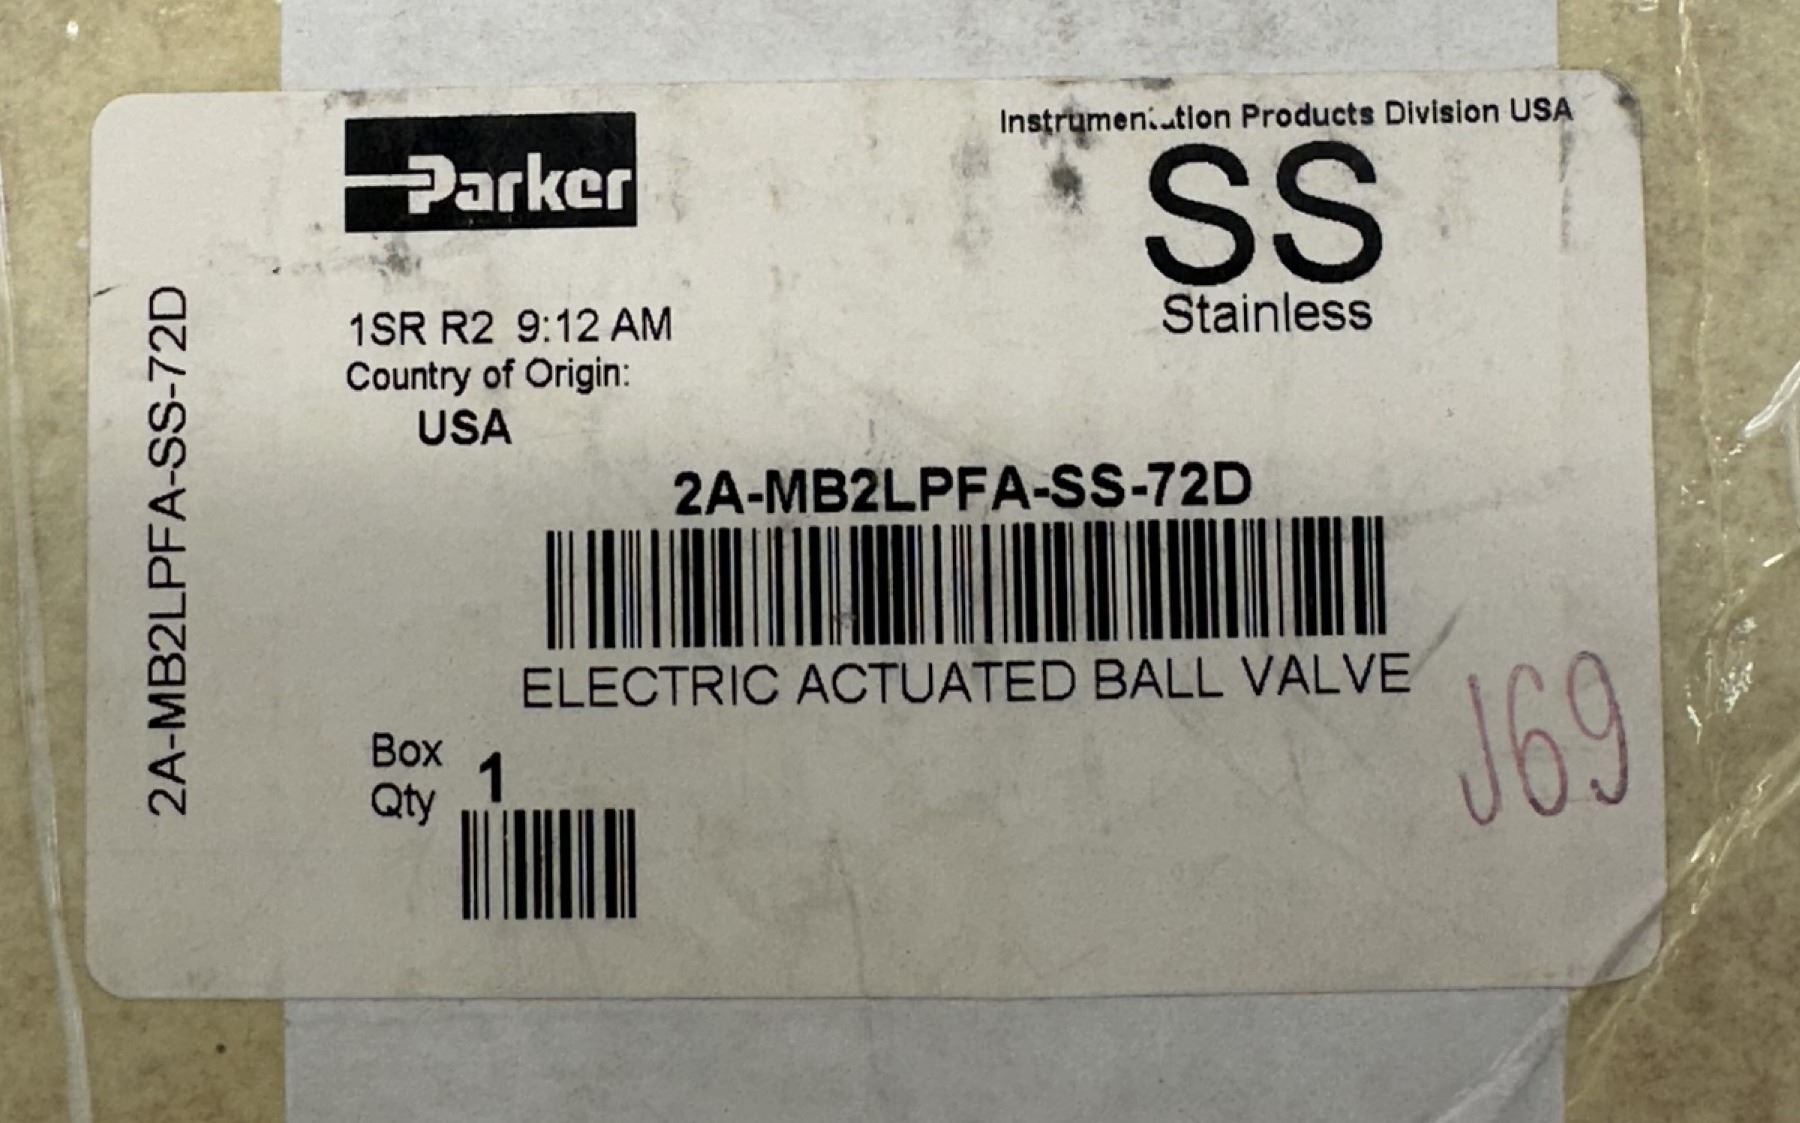 Parker
Instrumentation Products Division USA
SS
Stainless
1SR R2 9:12 AM
Country of Origin:
USA
2A-MB2LPFA-SS-72D
2A-MB2LPFA-SS-72D
ELECTRIC ACTUATED BALL VALVE
J69
Box
Qty 1